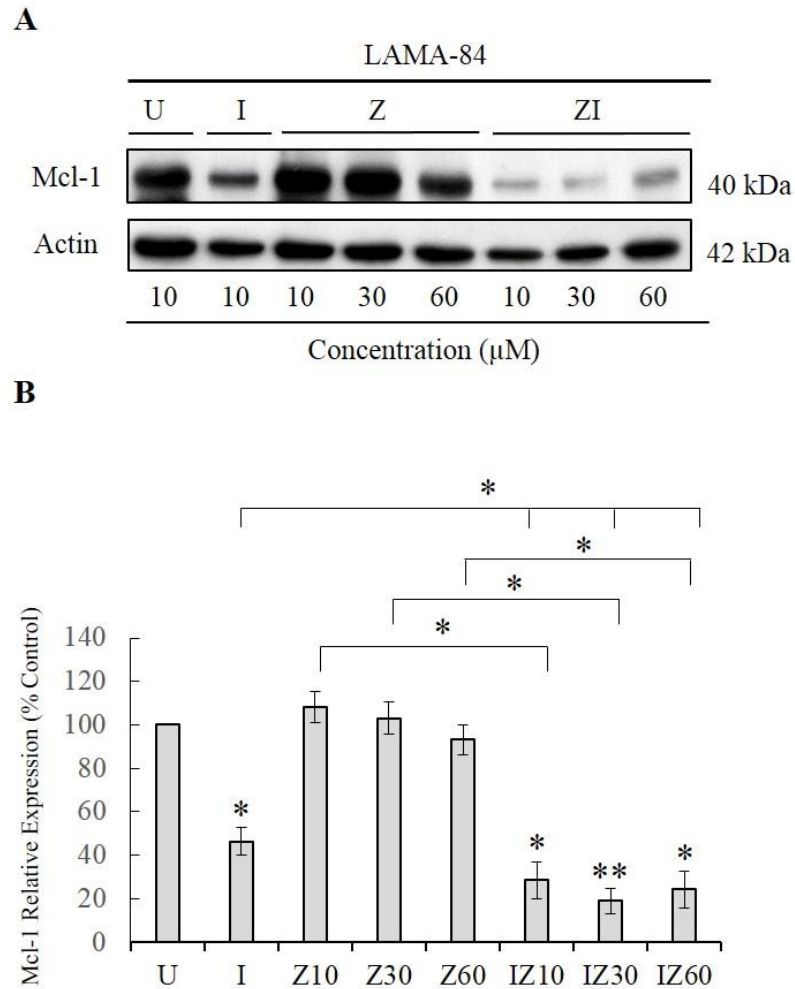 A
LAMA-84
U I Z ZI
Mcl-1 40 kDa
Actin 42 kDa
10 10 10 30 60 10 30 60
Concentration (μM)
B
*
*
*
*
Mcl-1 Relative Expression (% Control)
140
120
100
80
60
40
20
0
* * ** *
U I Z10 Z30 Z60 IZ10 IZ30 IZ60